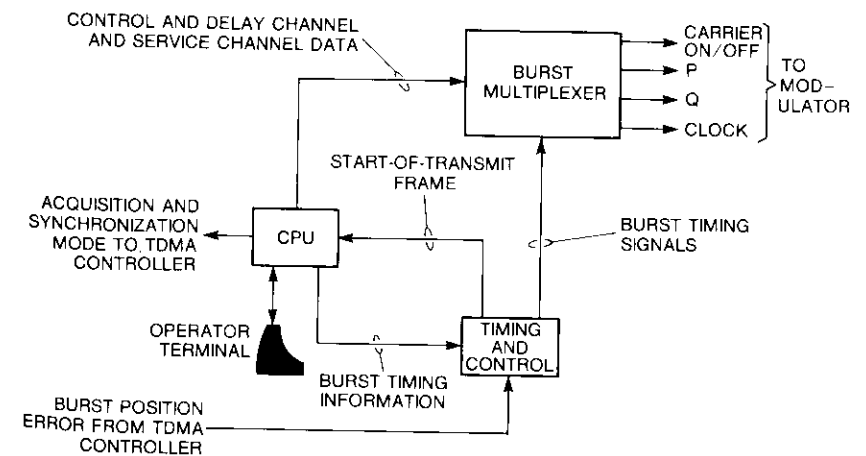 CONTROL AND DELAY CHANNEL
AND SERVICE CHANNEL DATA
BURST
MULTIPLEXER
CARRIER
ON/OFF
P
Q
CLOCK
TO
MOD-
ULATOR
START-OF-TRANSMIT
FRAME
ACQUISITION AND
SYNCHRONIZATION
MODE TO TDMA
CONTROLLER
CPU
BURST TIMING
SIGNALS
OPERATOR
TERMINAL
TIMING
AND
CONTROL
BURST TIMING
INFORMATION
BURST POSITION
ERROR FROM TDMA
CONTROLLER